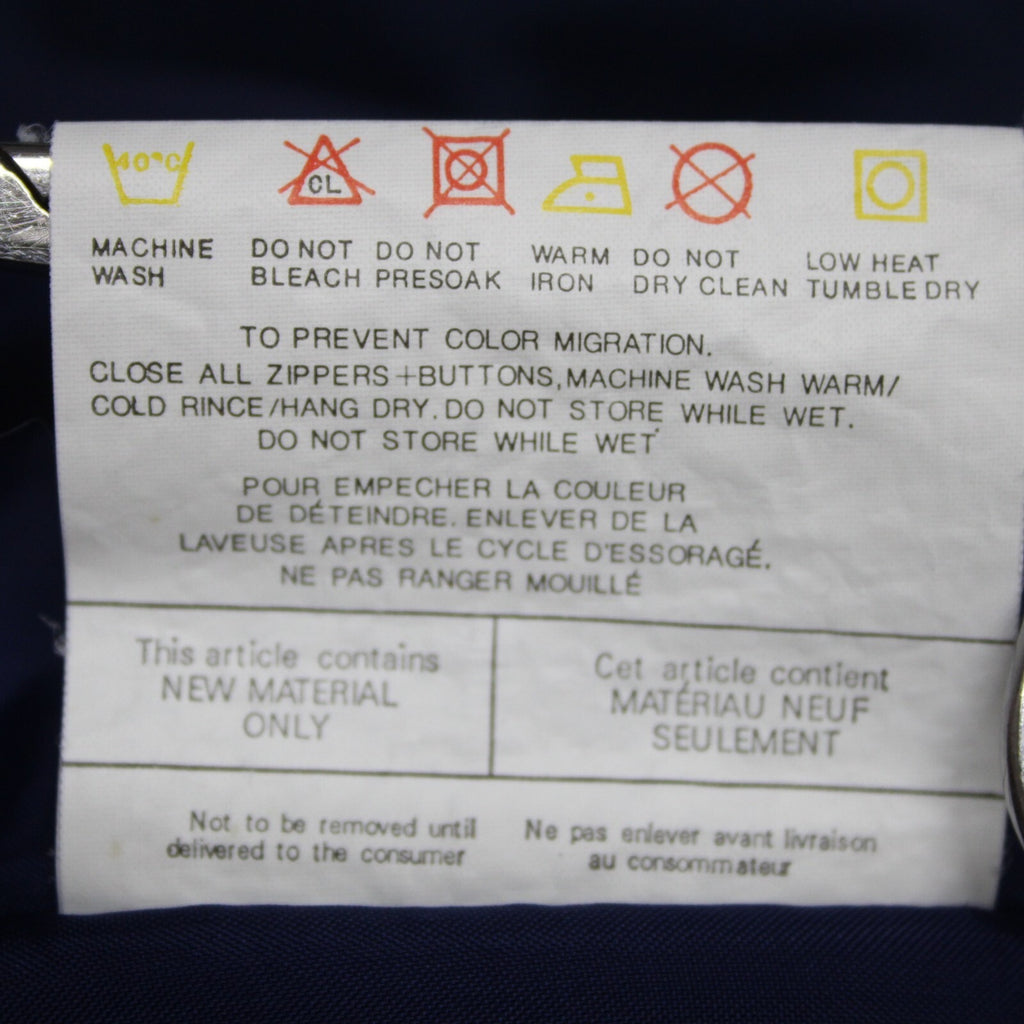 40°C
CL
MACHINE WASH
DO NOT BLEACH
DO NOT PRESOAK
WARM IRON
DO NOT DRY CLEAN
LOW HEAT TUMBLE DRY
TO PREVENT COLOR MIGRATION.
CLOSE ALL ZIPPERS+BUTTONS,MACHINE WASH WARM/
COLD RINCE/HANG DRY. DO NOT STORE WHILE WET.
DO NOT STORE WHILE WET
POUR EMPECHER LA COULEUR
DE DÉTEINDRE. ENLEVER DE LA
LAVEUSE APRES LE CYCLE D'ESSORAGÉ.
NE PAS RANGER MOUILLÉ
This article contains
NEW MATERIAL
ONLY
Cet article contient
MATÉRIAU NEUF
SEULEMENT
Not to be removed until
delivered to the consumer
Ne pas enlever avant livraison
au consommateur